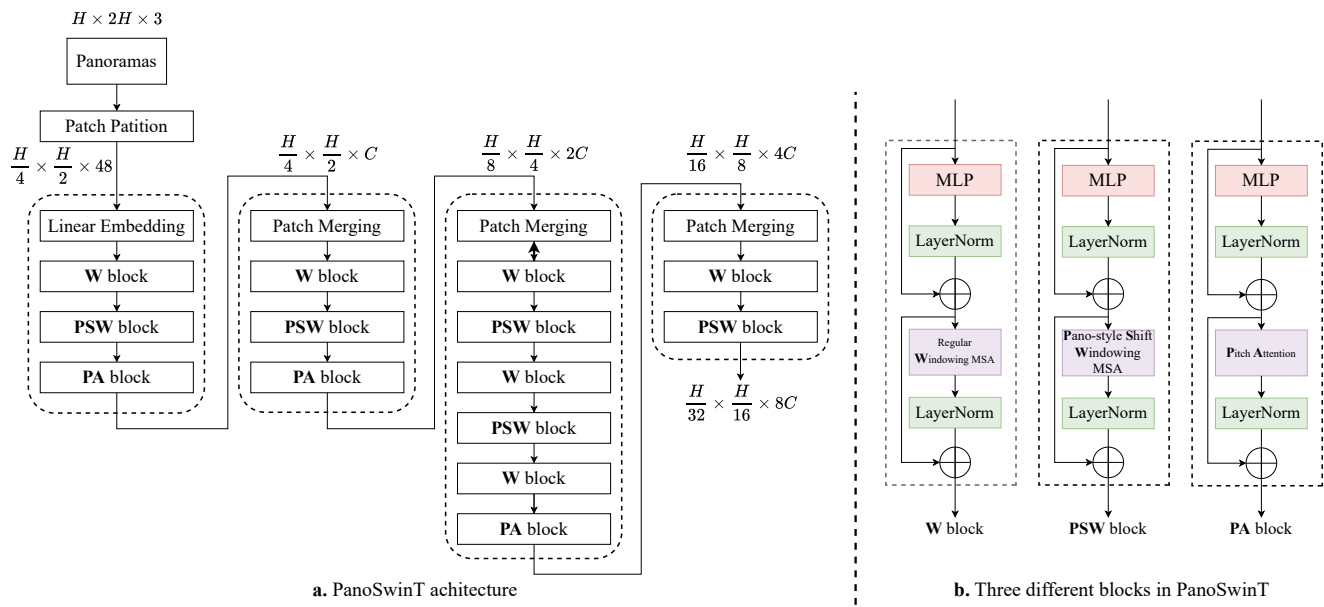 H × 2H × 3
Panoramas
Patch Patition
H/4 × H/2 × 48
Linear Embedding
W block
PSW block
PA block
H/4 × H/2 × C
Patch Merging
W block
PSW block
PA block
H/8 × H/4 × 2C
Patch Merging
W block
PSW block
W block
PSW block
W block
PA block
H/16 × H/8 × 4C
Patch Merging
W block
PSW block
H/32 × H/16 × 8C
a. PanoSwinT achitecture
MLP
LayerNorm
Regular
Windowing MSA
LayerNorm
W block
MLP
LayerNorm
Pano-style Shift
Windowing
MSA
LayerNorm
PSW block
MLP
LayerNorm
Pitch Attention
LayerNorm
PA block
b. Three different blocks in PanoSwinT